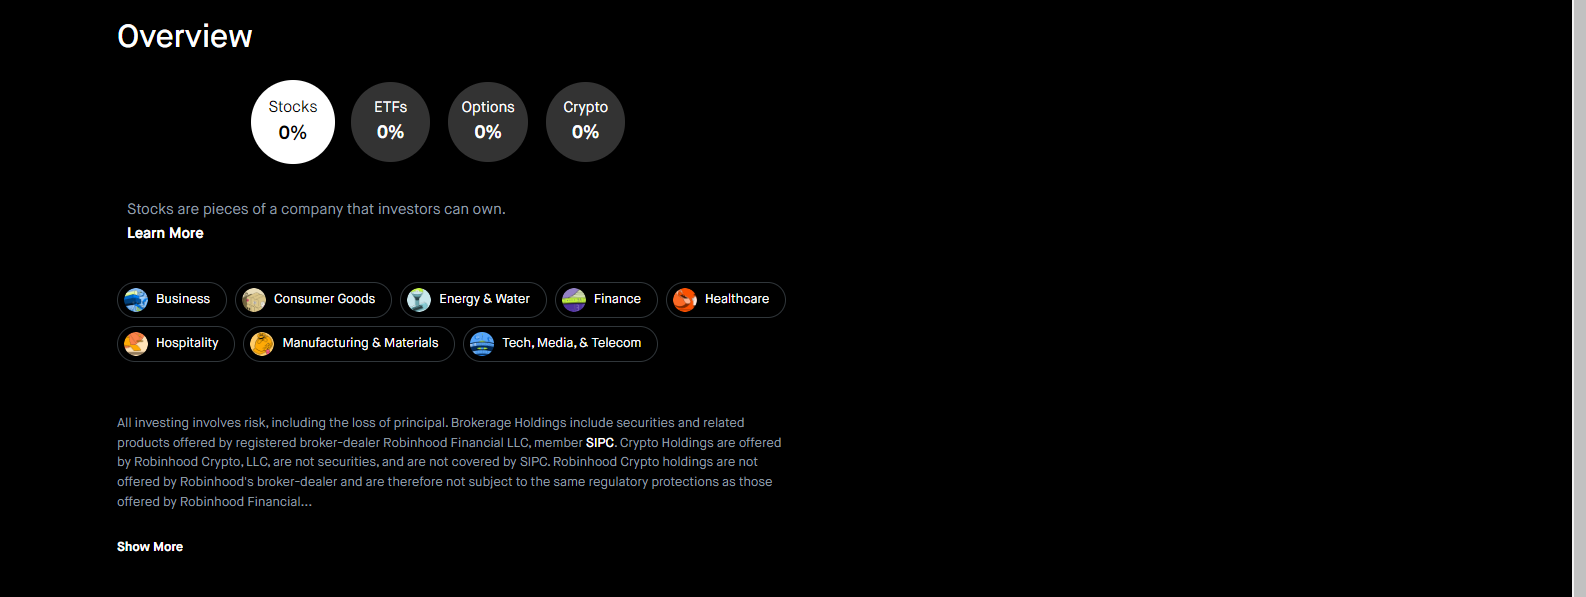 Overview
Stocks ETFs Options Crypto
0% 0% 0% 0%
Stocks are pieces of a company that investors can own.
Learn More
Business Consumer Goods Energy & Water Finance Healthcare
Hospitality Manufacturing & Materials Tech, Media, & Telecom
All investing involves risk, including the loss of principal. Brokerage Holdings include securities and related
products offered by registered broker-dealer Robinhood Financial LLC, member SIPC. Crypto Holdings are offered
by Robinhood Crypto, LLC, are not securities, and are not covered by SIPC. Robinhood Crypto holdings are not
offered by Robinhood's broker-dealer and are therefore not subject to the same regulatory protections as those
offered by Robinhood Financial...
Show More